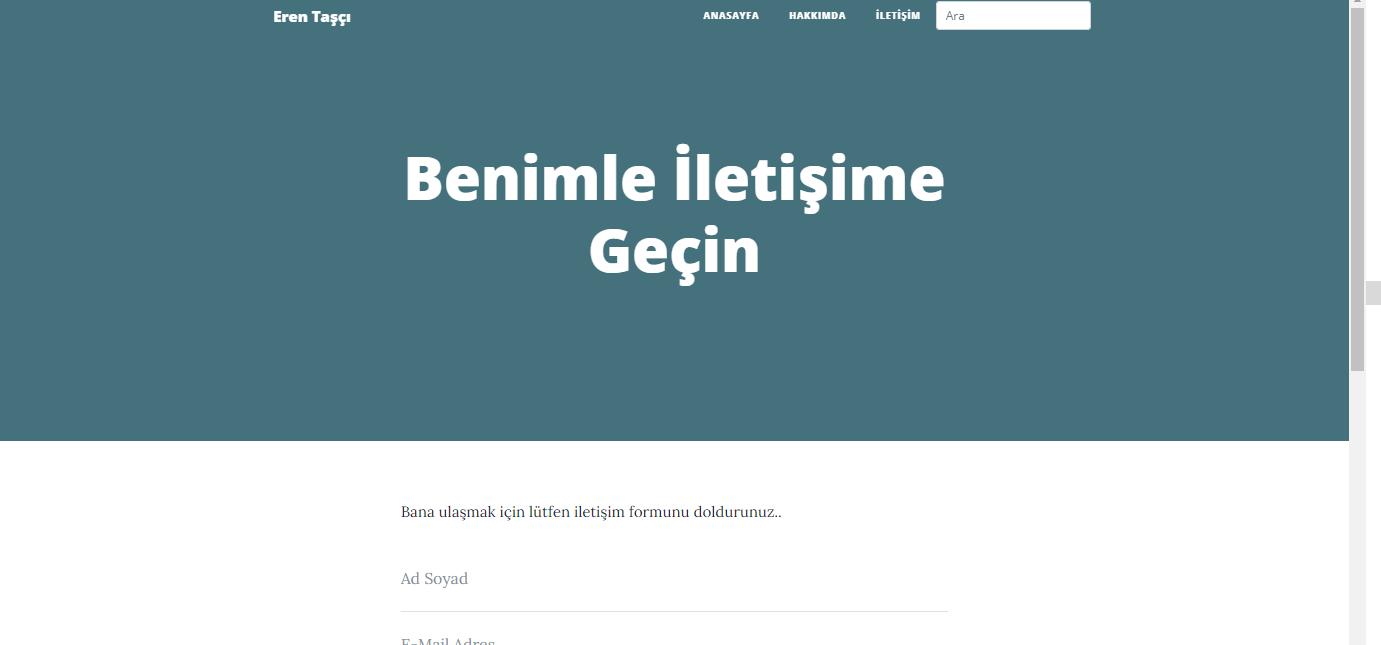 Eren Taşçı
ANASAYFA HAKKIMDA İLETİŞİM Ara
Benimle İletişime
Geçin
Bana ulaşmak için lütfen iletişim formunu doldurunuz..
Ad Soyad
E-Mail Adres